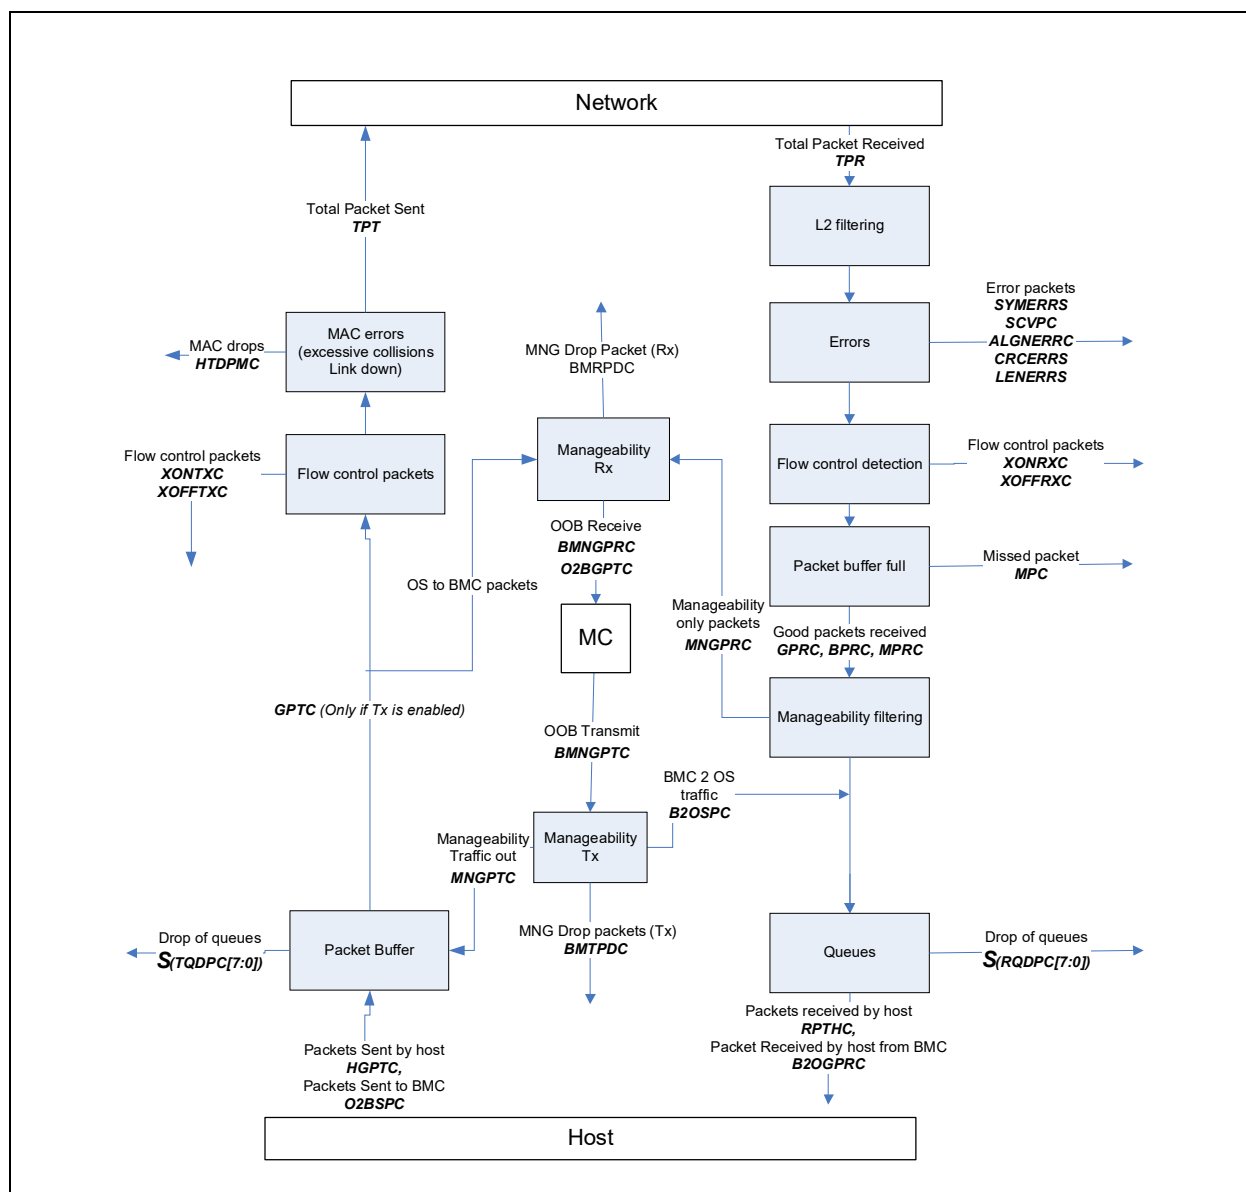 Network
Total Packet Received
TPR
L2 filtering
Total Packet Sent
TPT
Error packets
SYMERRS
SCVPC
ALGNERRC
CRCERRS
LENERRS
Errors
MAC errors
(excessive collisions
Link down)
MAC drops
HTDPMC
MNG Drop Packet (Rx)
BMRPDC
Manageability
Rx
Flow control packets
XONTXC
XOFFTXC
Flow control packets
Flow control detection
Flow control packets
XONRXC
XOFFRXC
OOB Receive
BMNGPRC
O2BGPTC
Packet buffer full
Missed packet
MPC
OS to BMC packets
MC
Manageability
only packets
MNGPRC
Good packets received
GPRC, BPRC, MPRC
GPTC (Only if Tx is enabled)
Manageability filtering
OOB Transmit
BMNGPTC
BMC 2 OS
traffic
B2OSPC
Manageability
Traffic out
MNGPTC
Manageability
Tx
MNG Drop packets (Tx)
BMTPDC
Drop of queues
S(TQDPC[7:0])
Packet Buffer
Queues
Drop of queues
S(RQDPC[7:0])
Packets Sent by host
HGPTC,
Packets Sent to BMC
O2BSPC
Packets received by host
RPTHC,
Packet Received by host from BMC
B2OGPRC
Host